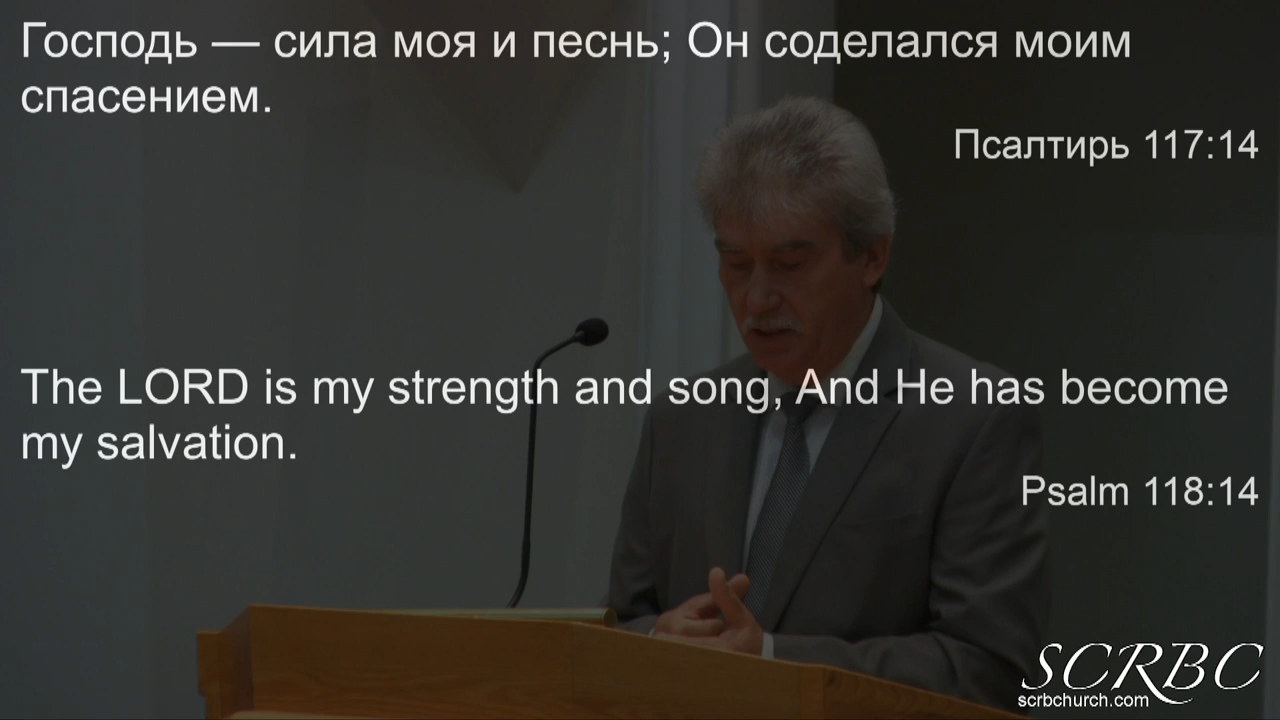 Господь — сила моя и песнь; Он соделался моим
спасением.
Псалтирь 117:14
The LORD is my strength and song, And He has become
my salvation.
Psalm 118:14
SCRBC
scrbchurch.com